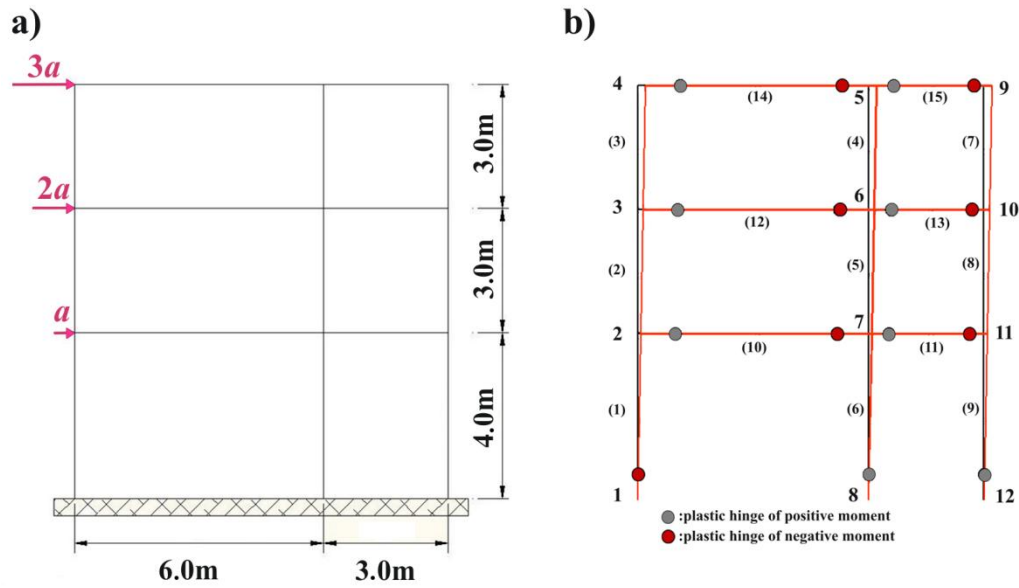 a)
3a
2a
a
3.0m
3.0m
4.0m
6.0m
3.0m
b)
4
5
9
(14)
(15)
(3)
(4)
(7)
3
6
10
(12)
(13)
(2)
(5)
(8)
2
7
11
(10)
(11)
(1)
(6)
(9)
1
8
12
:plastic hinge of positive moment
:plastic hinge of negative moment